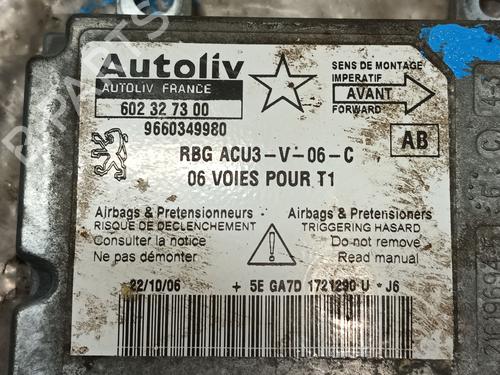 Autoliv
AUTOLIV FRANCE
602 32 73 00
9660349980
SENS DE MONTAGE
IMPERATIF
AVANT
FORWARD
AB
RBG ACU3-V-06-C
06 VOIES POUR T1
Airbags & Pretensionneurs
RISQUE DE DECLENCHEMENT
Consulter la notice
Ne pas démonter
Airbags & Pretensioners
TRIGGERING HASARD
Do not remove
Read manual
22/10/06
+ 5E GA7D 1721290 U * J6